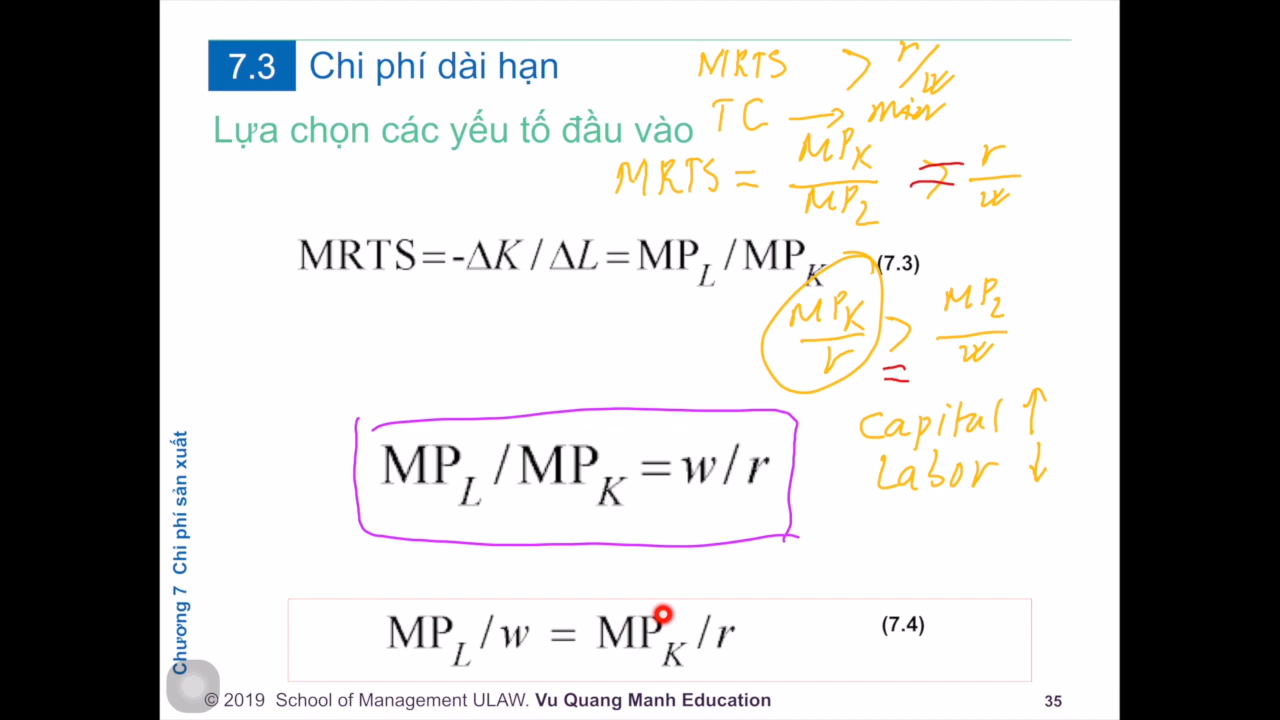 7.3 Chi phí dài hạn
MRTS > r/w
Lựa chọn các yếu tố đầu vào
TC → min
MRTS = MPK / MPL > = r / w
MRTS = -ΔK / ΔL = MPL / MPK (7.3)
MPK / r > = MPL / w
Capital ↑
Labor ↓
MPL / MPK = w / r
MPL / w = MPK / r (7.4)
Chương 7 Chi phí sản xuất
© 2019 School of Management ULAW. Vu Quang Manh Education 35